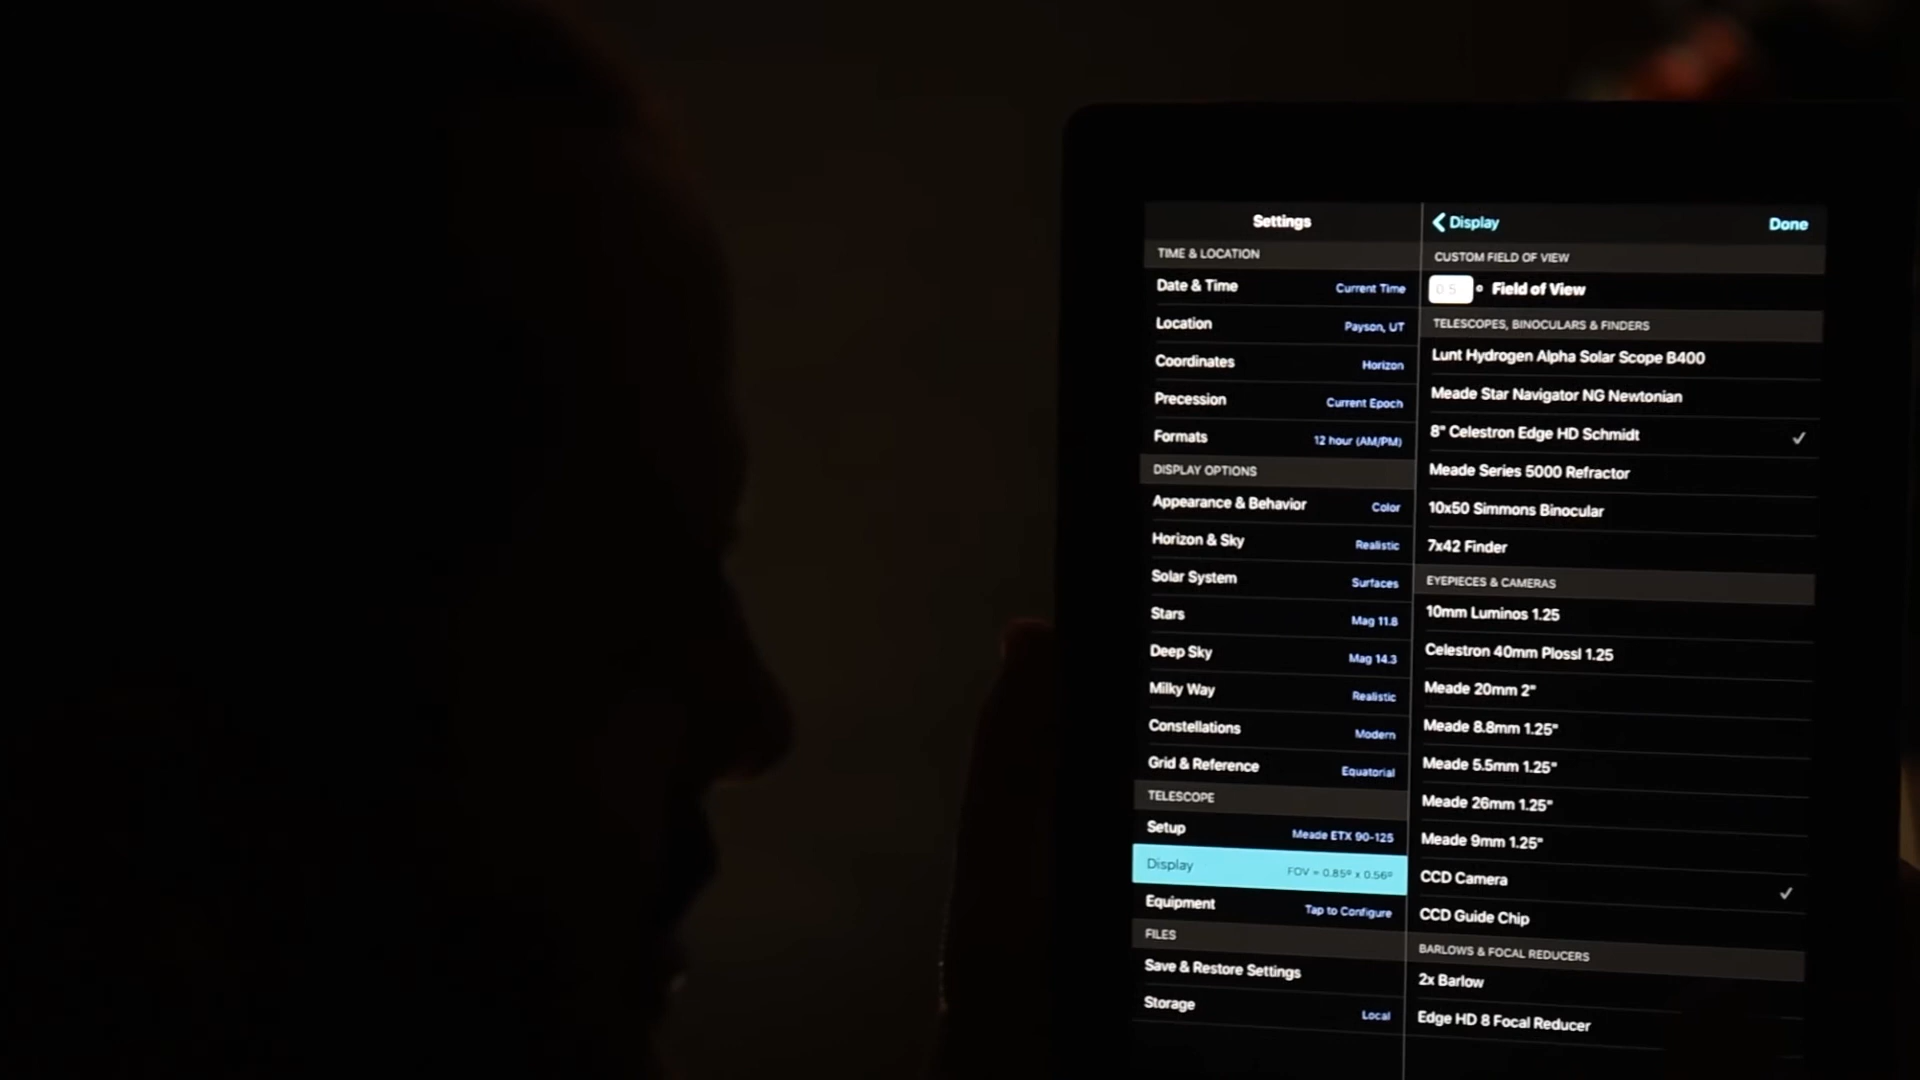 Settings
TIME & LOCATION
Date & Time Current Time
Location Payson, UT
Coordinates Horizon
Precession Current Epoch
Formats 12 hour (AM/PM)
DISPLAY OPTIONS
Appearance & Behavior Color
Horizon & Sky Realistic
Solar System Surfaces
Stars Mag 11.8
Deep Sky Mag 14.3
Milky Way Realistic
Constellations Modern
Grid & Reference Equatorial
TELESCOPE
Setup Meade ETX 90-125
Display FOV = 0.85º x 0.56º
Equipment Tap to Configure
FILES
Save & Restore Settings
Storage Local
Display Done
CUSTOM FIELD OF VIEW
0.5 º Field of View
TELESCOPES, BINOCULARS & FINDERS
Lunt Hydrogen Alpha Solar Scope B400
Meade Star Navigator NG Newtonian
8" Celestron Edge HD Schmidt
Meade Series 5000 Refractor
10x50 Simmons Binocular
7x42 Finder
EYEPIECES & CAMERAS
10mm Luminos 1.25
Celestron 40mm Plossl 1.25
Meade 20mm 2"
Meade 8.8mm 1.25"
Meade 5.5mm 1.25"
Meade 26mm 1.25"
Meade 9mm 1.25"
CCD Camera
CCD Guide Chip
BARLOWS & FOCAL REDUCERS
2x Barlow
Edge HD 8 Focal Reducer